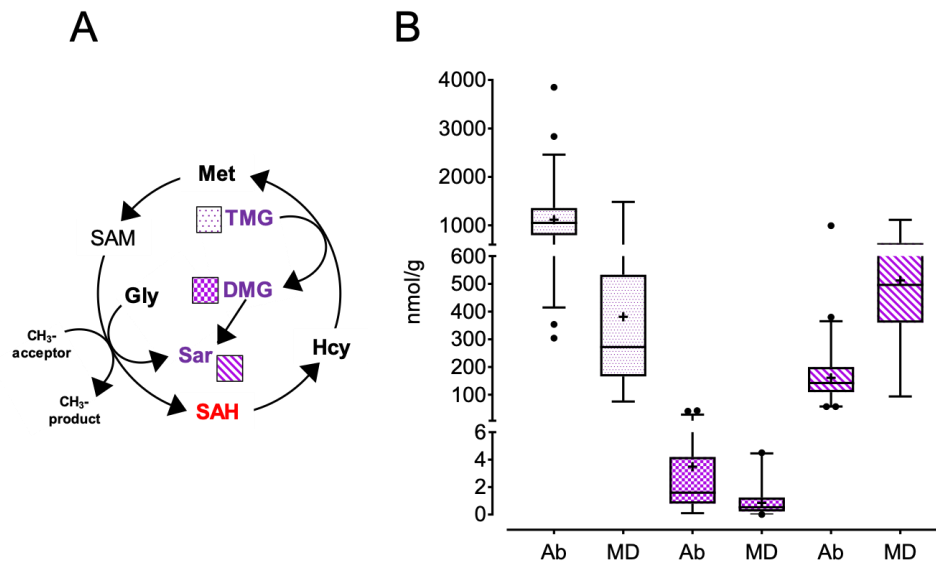 A
B
Met
TMG
SAM
DMG
Gly
CH₃-
acceptor
Sar
Hcy
CH₃-
product
SAH
nmol/g
4000
3000
2000
1000
600
500
400
300
200
100
6
4
2
0
Ab MD Ab MD Ab MD